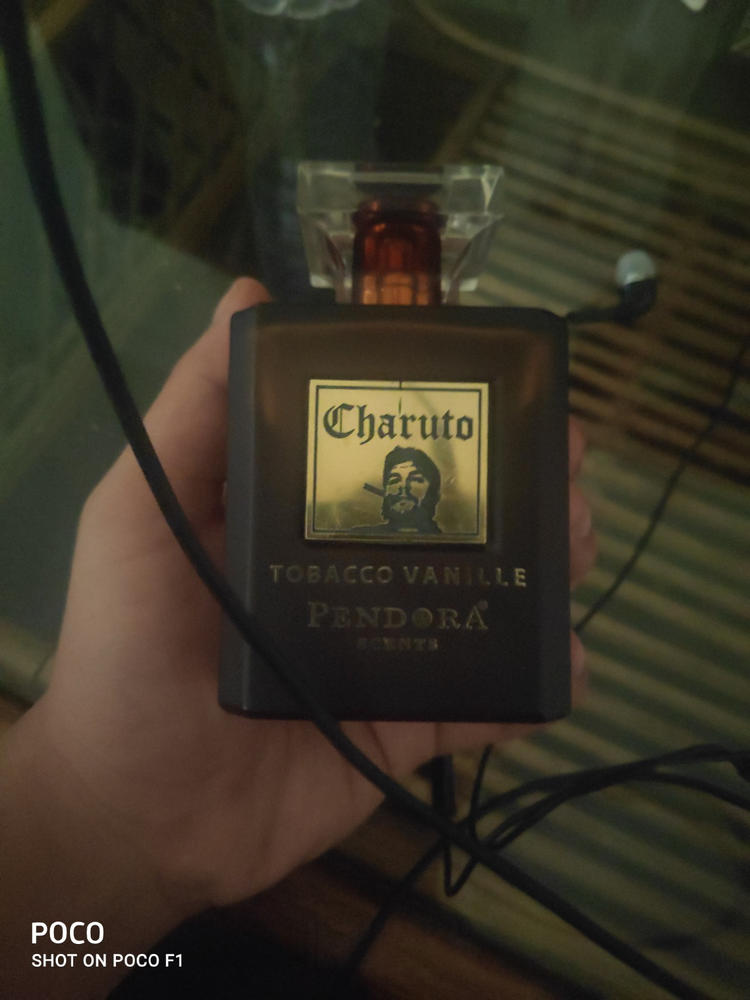 Charuto
TOBACCO VANILLE
PENDORA
SCENTS
POCO
SHOT ON POCO F1